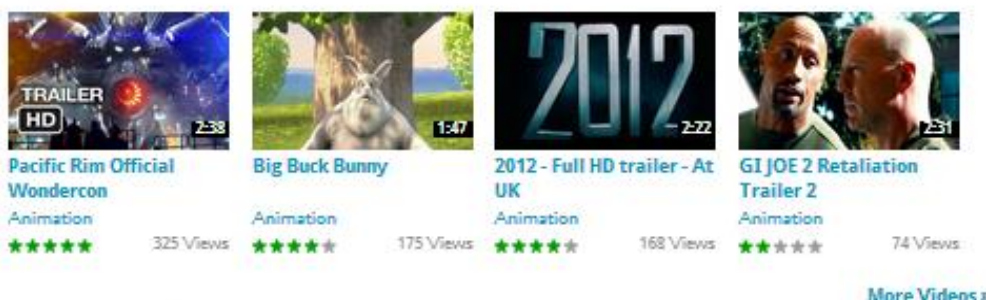 TRAILER
HD
2:38
1:47
2012
2:22
2:31
Pacific Rim Official
Wondercon
Big Buck Bunny
2012 - Full HD trailer - At
UK
GI JOE 2 Retaliation
Trailer 2
Animation
Animation
Animation
Animation
325 Views
175 Views
168 Views
74 Views
More Videos »